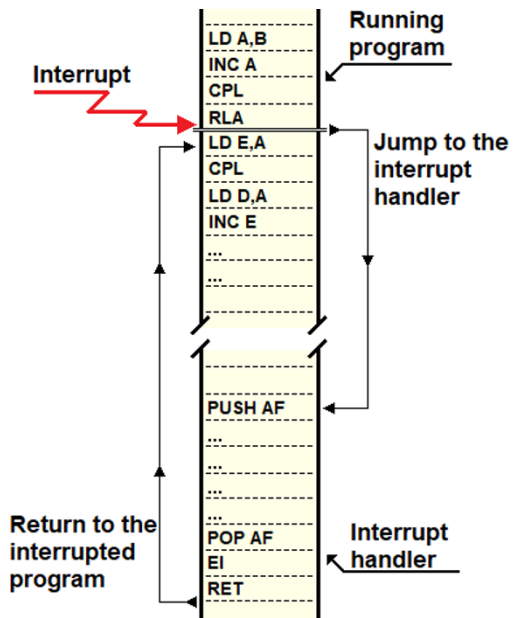 Running
program
Interrupt
LD A,B
INC A
CPL
RLA
LD E,A
CPL
LD D,A
INC E
...
...
Jump to the
interrupt
handler
PUSH AF
...
...
...
...
POP AF
EI
RET
Return to the
interrupted
program
Interrupt
handler